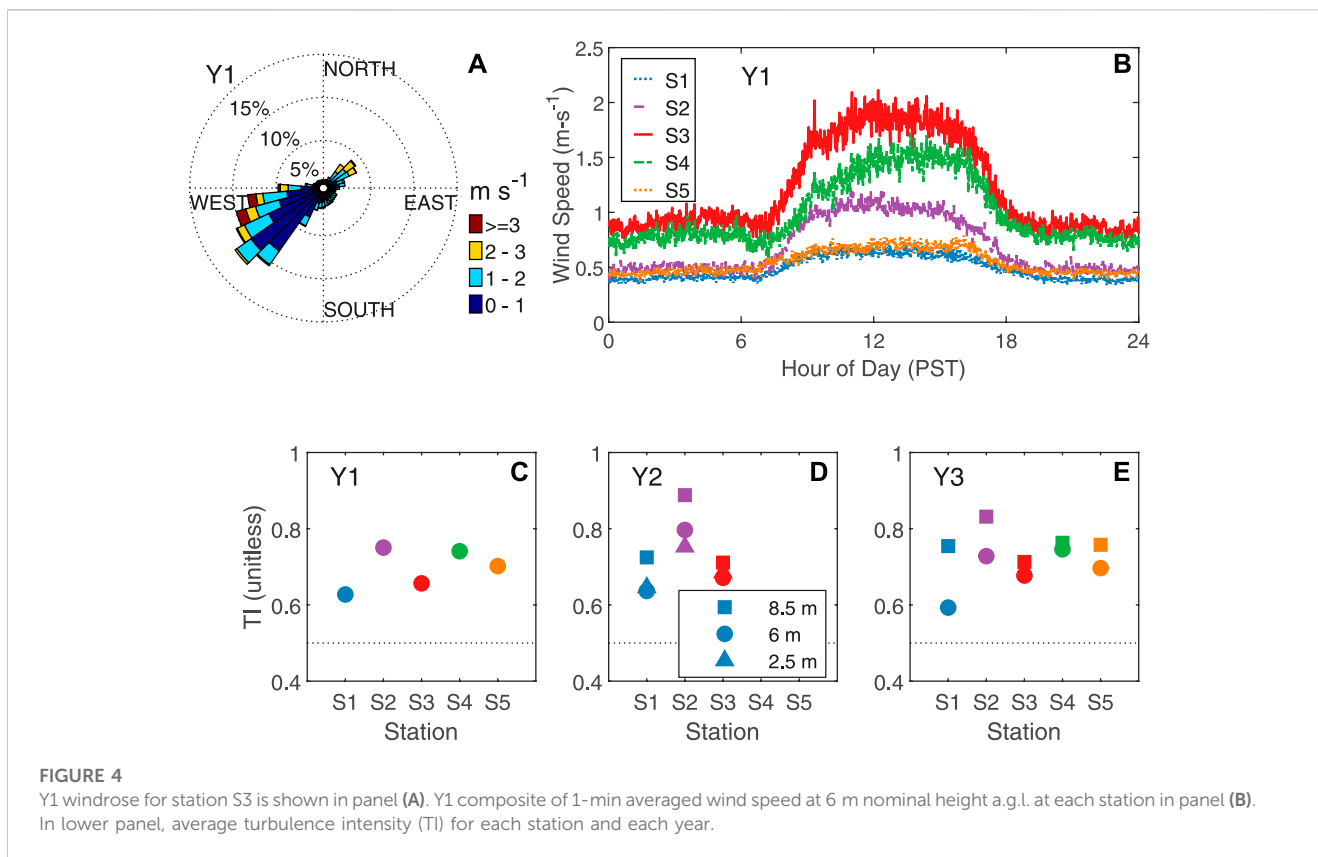 Y1
A
NORTH
15%
10%
5%
WEST
EAST
SOUTH
m s⁻¹
>=3
2 - 3
1 - 2
0 - 1
Y1
B
S1
S2
S3
S4
S5
2.5
2
1.5
1
0.5
0
Wind Speed (m-s⁻¹)
0 6 12 18 24
Hour of Day (PST)
Y1
C
1
0.8
0.6
0.4
TI (unitless)
S1 S2 S3 S4 S5
Station
Y2
D
1
0.8
0.6
0.4
8.5 m
6 m
2.5 m
S1 S2 S3 S4 S5
Station
Y3
E
1
0.8
0.6
0.4
S1 S2 S3 S4 S5
Station
FIGURE 4
Y1 windrose for station S3 is shown in panel (A). Y1 composite of 1-min averaged wind speed at 6 m nominal height a.g.l. at each station in panel (B).
In lower panel, average turbulence intensity (TI) for each station and each year.